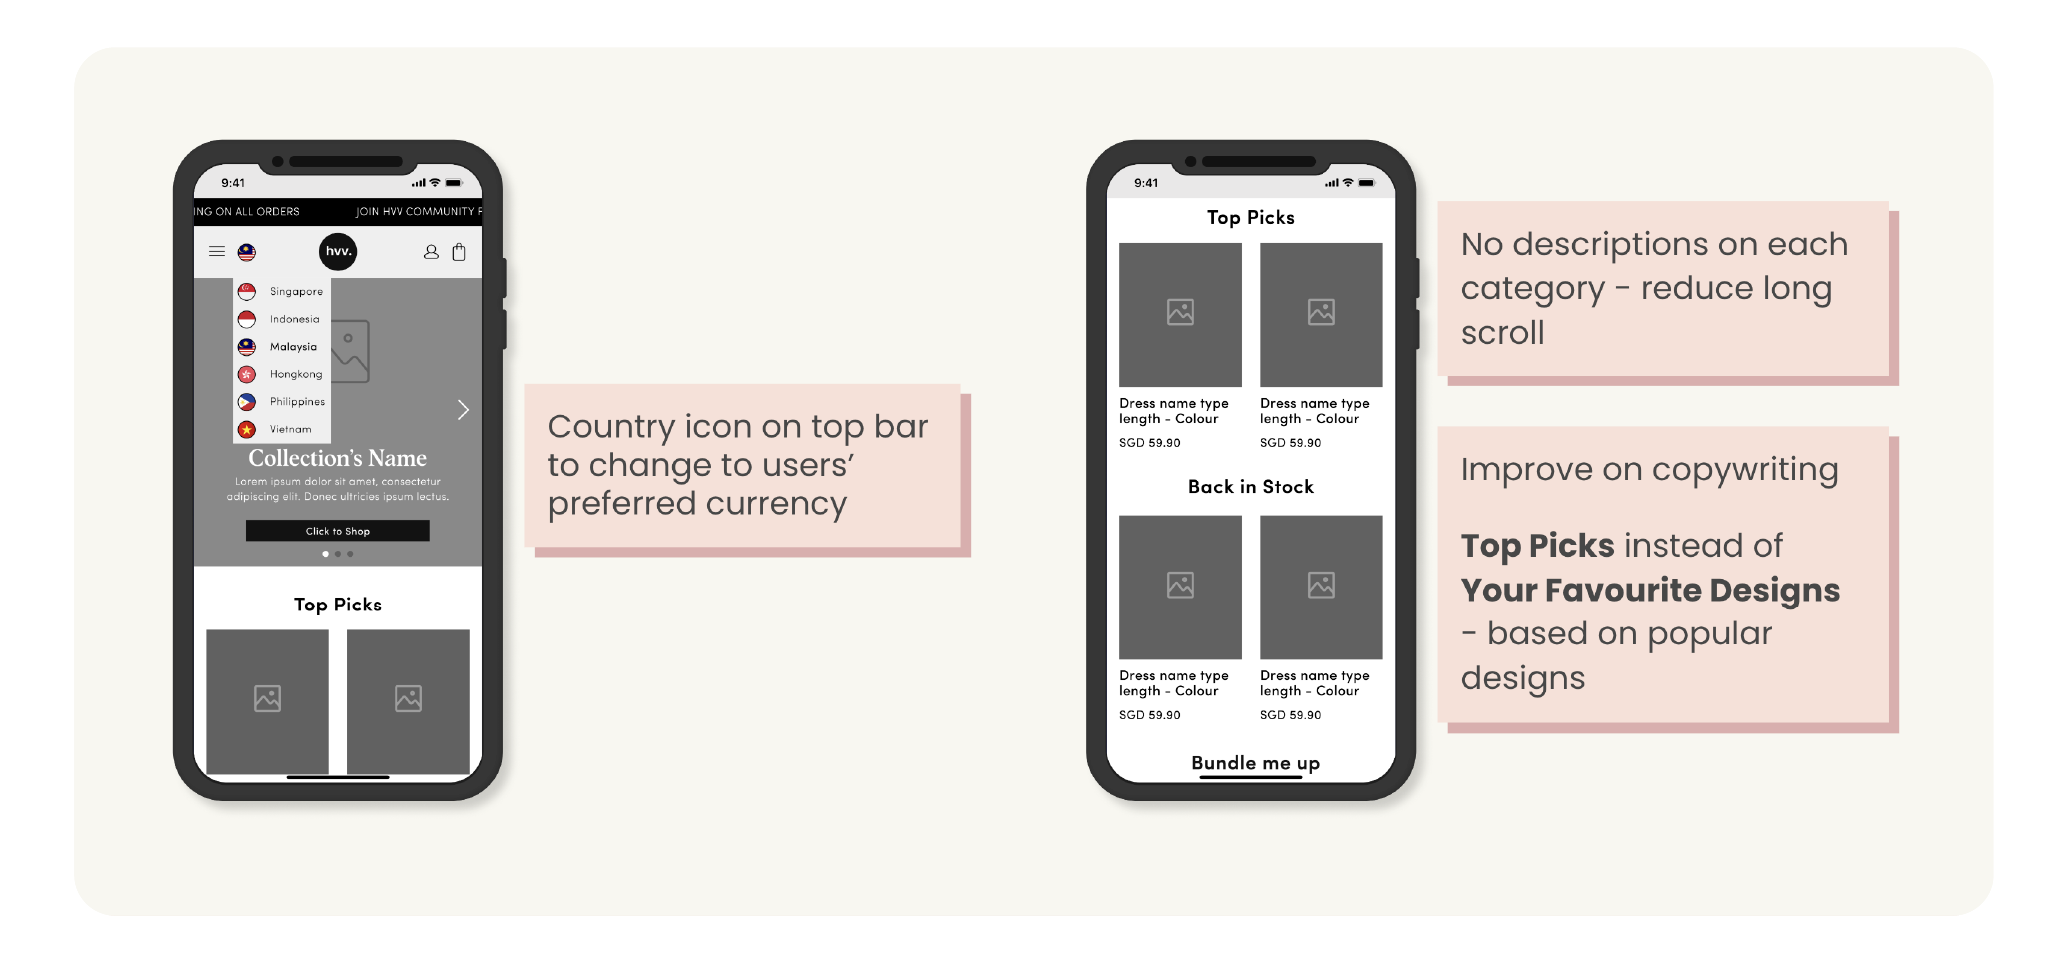 9:41
ING ON ALL ORDERS JOIN HVV COMMUNITY
hvv.
Singapore
Indonesia
Malaysia
Hongkong
Philippines
Vietnam
Collection's Name
Lorem ipsum dolor sit amet, consectetur
adipiscing elit. Donec ultricies ipsum lectus.
Click to Shop
Top Picks
Country icon on top bar
to change to users’
preferred currency
9:41
Top Picks
Dress name type
length - Colour
SGD 59.90
Dress name type
length - Colour
SGD 59.90
Back in Stock
Dress name type
length - Colour
SGD 59.90
Dress name type
length - Colour
SGD 59.90
Bundle me up
No descriptions on each
category - reduce long
scroll
Improve on copywriting
Top Picks instead of
Your Favourite Designs
- based on popular
designs